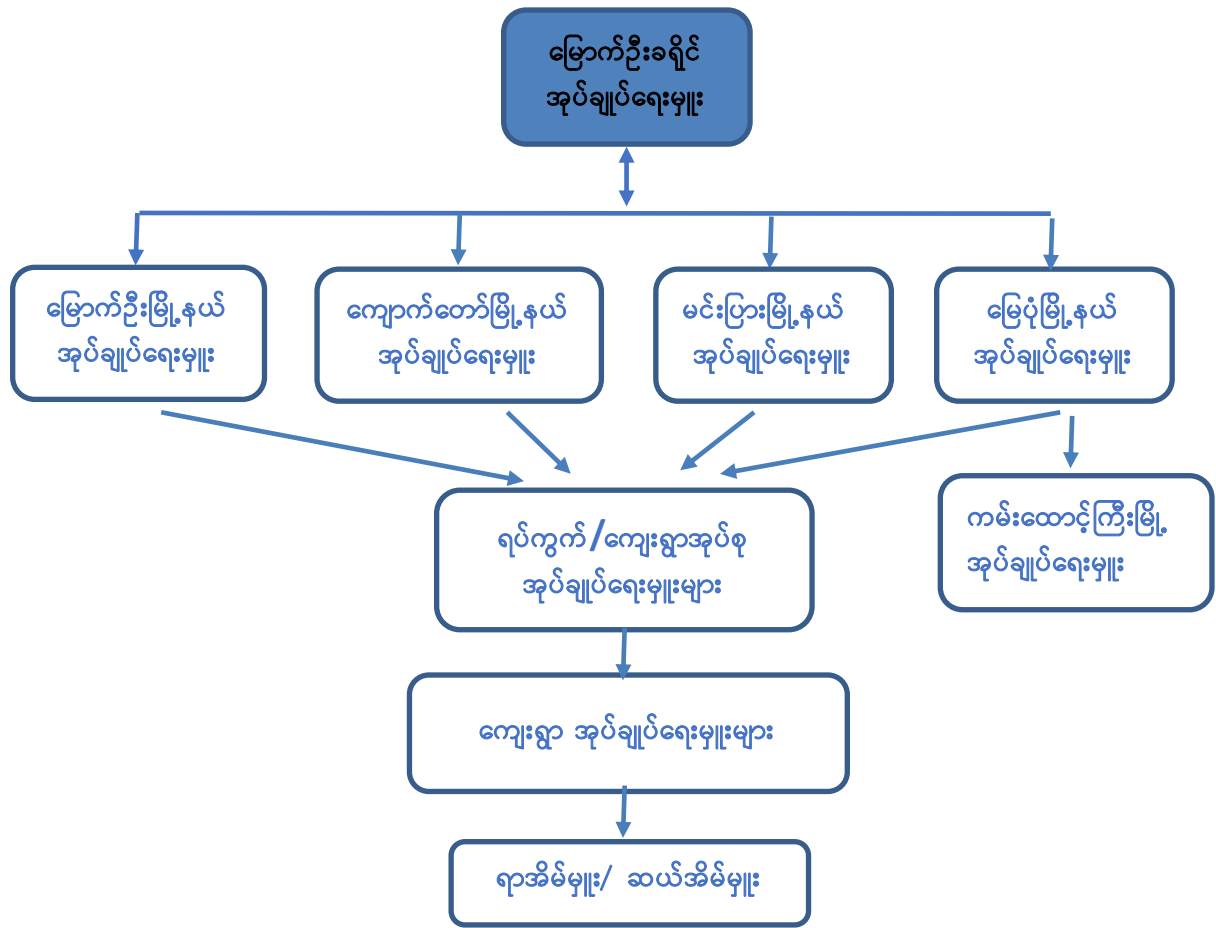 မြောက်ဦးခရိုင်
အုပ်ချုပ်ရေးမှူး
မြောက်ဦးမြို့နယ်
အုပ်ချုပ်ရေးမှူး
ကျောက်တော်မြို့နယ်
အုပ်ချုပ်ရေးမှူး
မင်းပြားမြို့နယ်
အုပ်ချုပ်ရေးမှူး
မြေပုံမြို့နယ်
အုပ်ချုပ်ရေးမှူး
ရပ်ကွက်/ကျေးရွာအုပ်စု
အုပ်ချုပ်ရေးမှူးများ
ကမ်းထောင့်ကြီးမြို့
အုပ်ချုပ်ရေးမှူး
ကျေးရွာ အုပ်ချုပ်ရေးမှူးများ
ရာအိမ်မှူး/ ဆယ်အိမ်မှူး